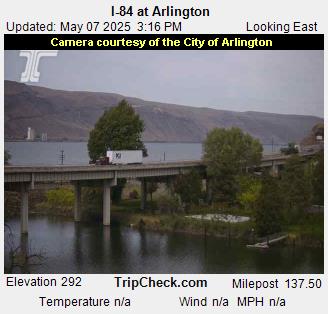 I-84 at Arlington
Updated: May 07 2025 3:16 PM Looking East
Camera courtesy of the City of Arlington
Elevation 292 TripCheck.com Milepost 137.50
Temperature n/a Wind n/a MPH n/a